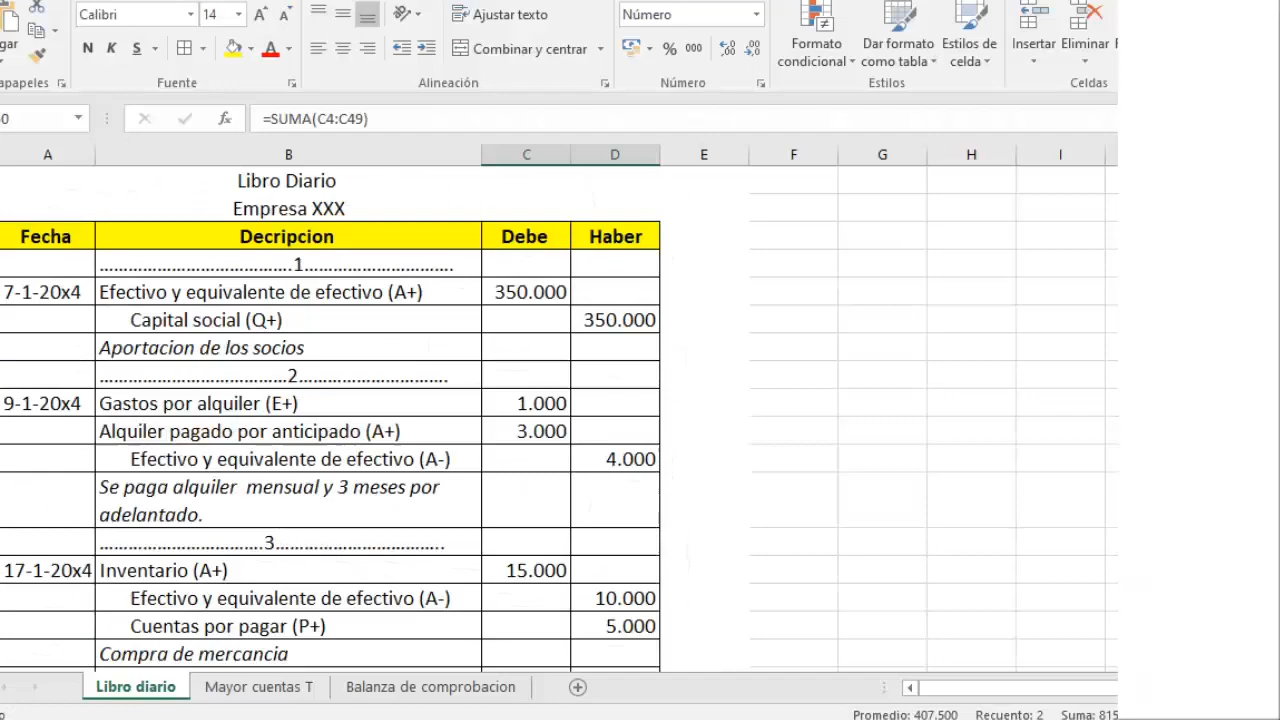 Calibri 14 Ajustar texto Número
gar N K S Combinar y centrar % 000 Formato condicional Dar formato como tabla Estilos de celda Insertar Eliminar
apapeles Fuente Alineación Número Estilos Celdas
0 fx =SUMA(C4:C49)
A B C D E F G H I
Libro Diario
Empresa XXX
Fecha Decripcion Debe Haber
………………………………….1………………………….
7-1-20x4 Efectivo y equivalente de efectivo (A+) 350.000
Capital social (Q+) 350.000
Aportacion de los socios
…………………………………2………………………….
9-1-20x4 Gastos por alquiler (E+) 1.000
Alquiler pagado por anticipado (A+) 3.000
Efectivo y equivalente de efectivo (A-) 4.000
Se paga alquiler mensual y 3 meses por
adelantado.
…………………………….3……………………………..
17-1-20x4 Inventario (A+) 15.000
Efectivo y equivalente de efectivo (A-) 10.000
Cuentas por pagar (P+) 5.000
Compra de mercancia
Libro diario Mayor cuentas T Balanza de comprobacion
Promedio: 407.500 Recuento: 2 Suma: 815